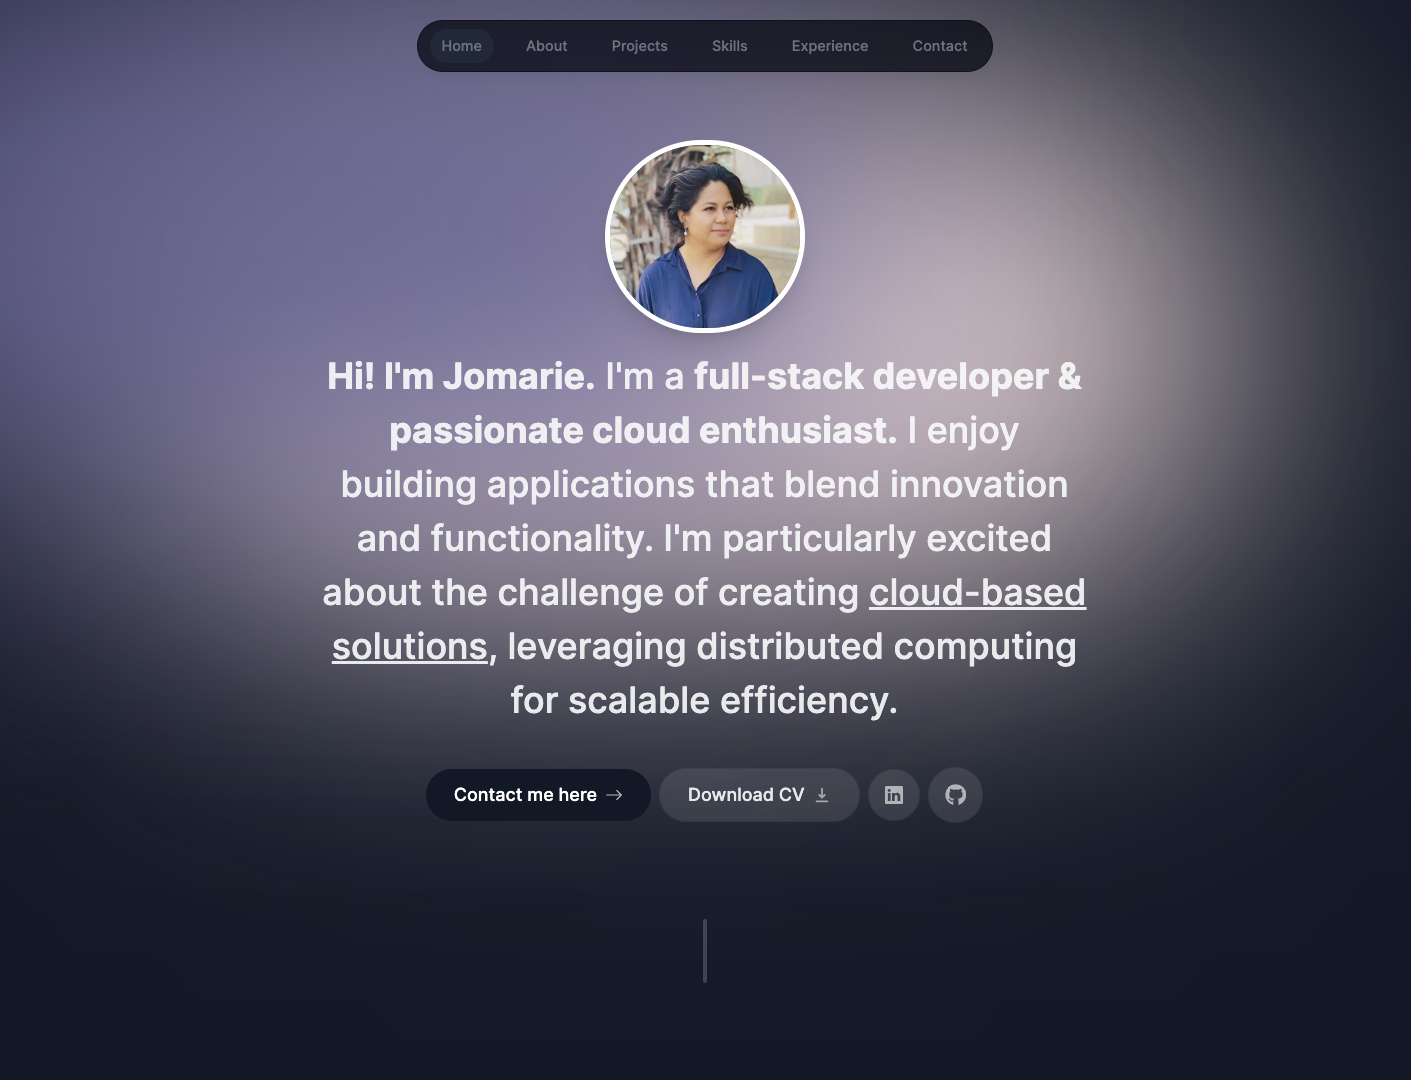 Home About Projects Skills Experience Contact
Hi! I'm Jomarie. I'm a full-stack developer &
passionate cloud enthusiast. I enjoy
building applications that blend innovation
and functionality. I'm particularly excited
about the challenge of creating cloud-based
solutions, leveraging distributed computing
for scalable efficiency.
Contact me here Download CV in